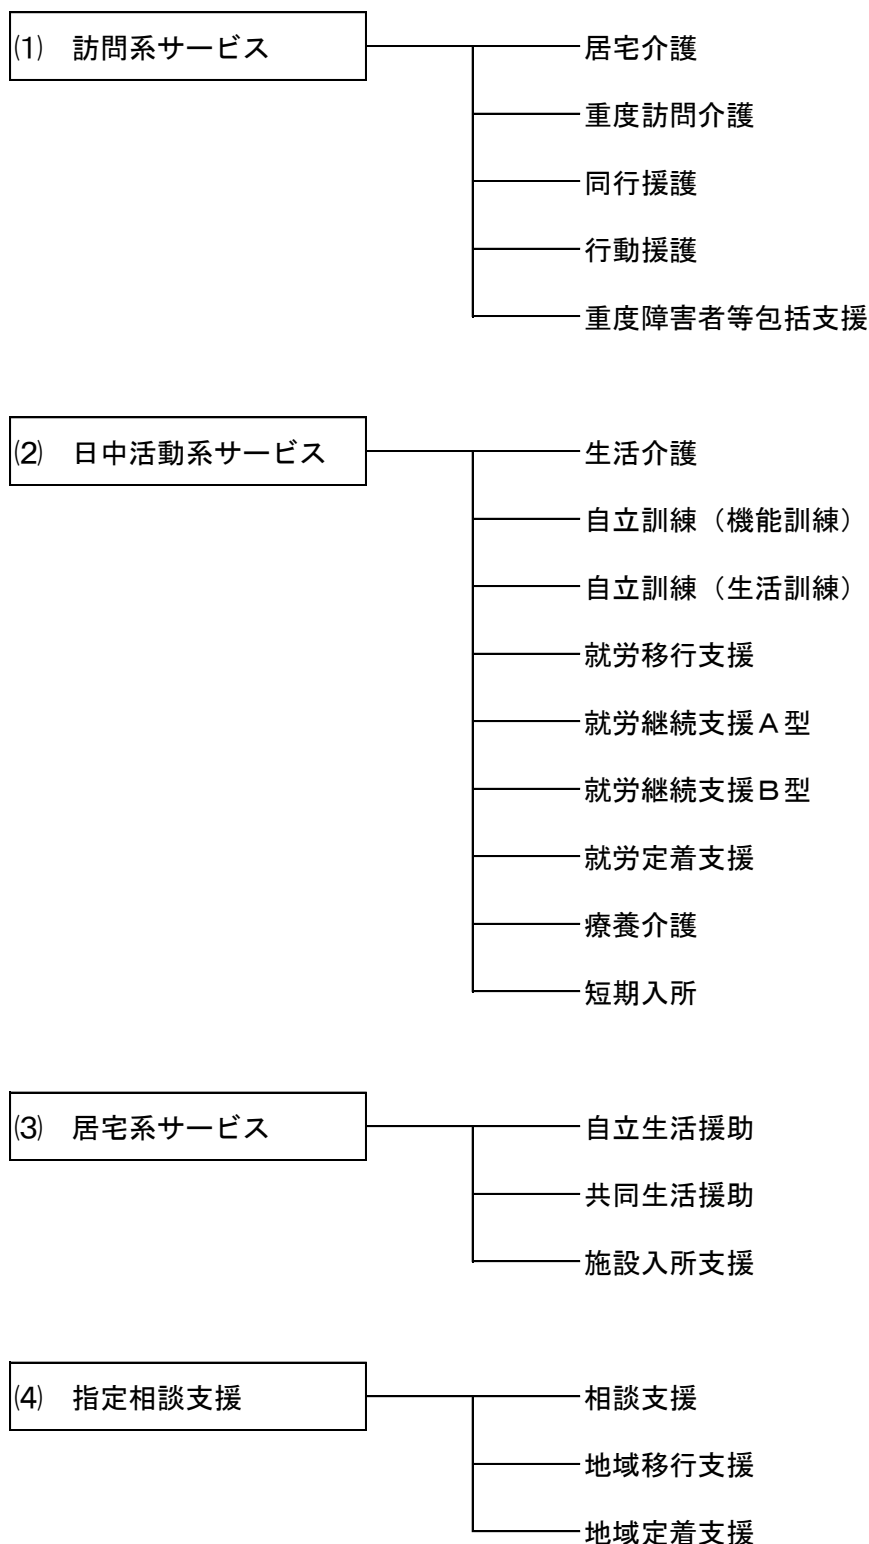 ⑴　訪問系サービス
居宅介護
重度訪問介護
同行援護
行動援護
重度障害者等包括支援
⑵　日中活動系サービス
生活介護
自立訓練（機能訓練）
自立訓練（生活訓練）
就労移行支援
就労継続支援Ａ型
就労継続支援Ｂ型
就労定着支援
療養介護
短期入所
⑶　居宅系サービス
自立生活援助
共同生活援助
施設入所支援
⑷　指定相談支援
相談支援
地域移行支援
地域定着支援